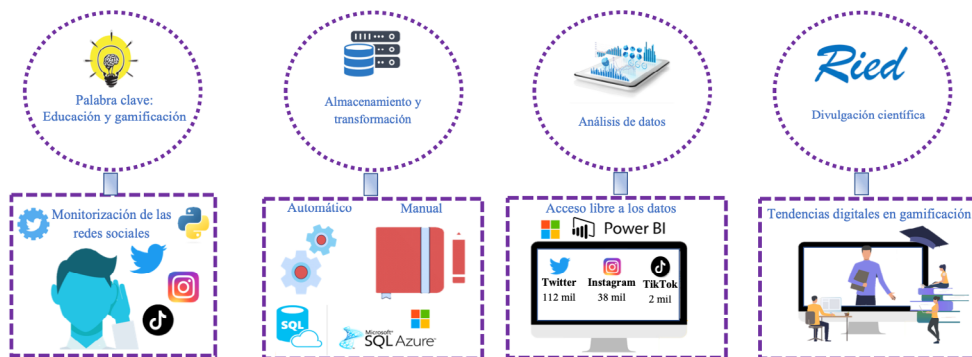 Palabra clave:
Educación y gamificación
Almacenamiento y
transformación
Análisis de datos
Ried
Divulgación científica
Monitorización de las
redes sociales
Automático
Manual
SQL
Microsoft®
SQL Azure
Acceso libre a los datos
Power BI
Twitter
Instagram
TikTok
112 mil
38 mil
2 mil
Tendencias digitales en gamificación